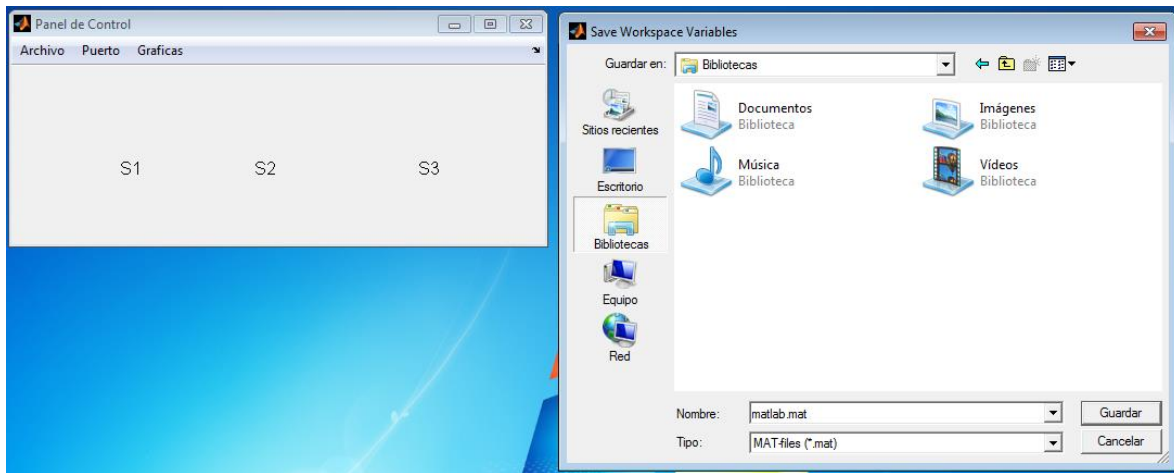 Panel de Control
Archivo Puerto Graficas
S1 S2 S3
Save Workspace Variables
Guardar en: Bibliotecas
Sitios recientes
Escritorio
Bibliotecas
Equipo
Red
Documentos
Biblioteca
Imágenes
Biblioteca
Música
Biblioteca
Vídeos
Biblioteca
Nombre: matlab.mat
Guardar
Tipo: MAT-files (*.mat)
Cancelar